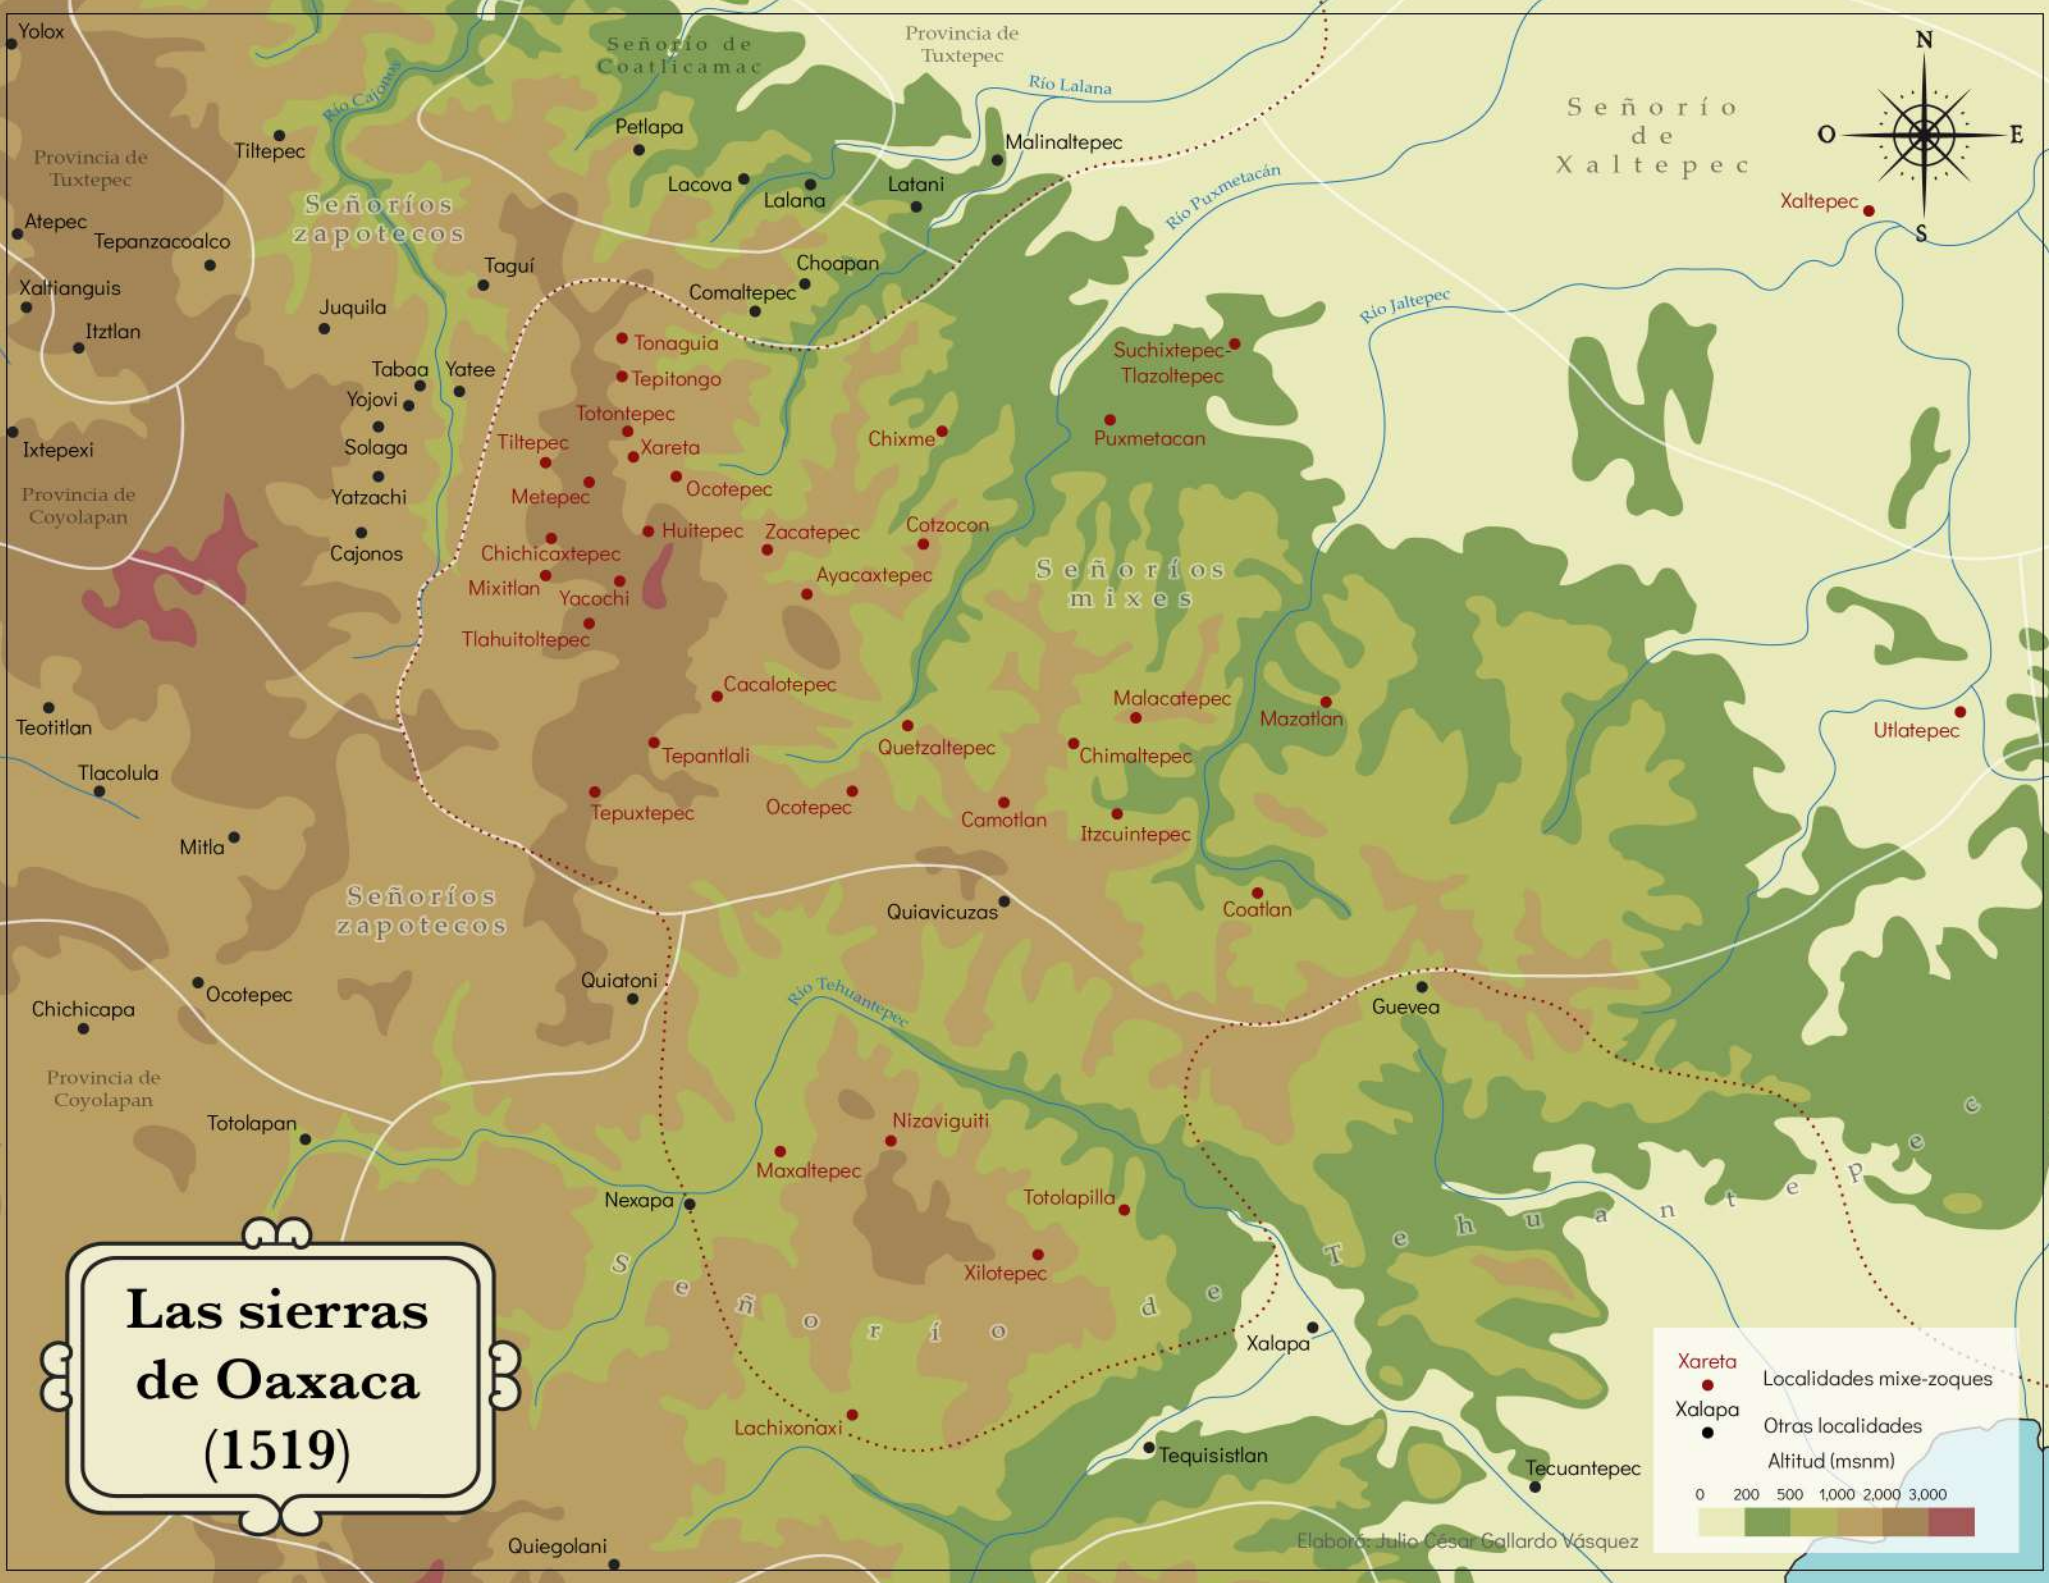 Yolox
Señorío de
Coatlicamac
Provincia de
Tuxtepec
N
Río Cajonos
Río Lalana
Señorío
de
Xaltepec
O
E
S
Petlapa
Tiltepec
Malinaltepec
Provincia de
Tuxtepec
Lacova
Lalana
Latani
Río Puxmetacán
Xaltepec
Señoríos
zapotecos
Atepec
Tepanzacoalco
Taguí
Choapan
Xaltianguis
Comaltepec
Juquila
Río Jaltepec
Itztlan
Tonaguia
Suchixtepec-
Tlazoltepec
Tabaa
Yatee
Tepitongo
Yojovi
Totontepec
Chixme
Puxmetacan
Ixtepexi
Solaga
Tiltepec
Xareta
Provincia de
Coyolapan
Yatzachi
Metepec
Ocotepec
Cajonos
Chichicaxtepec
Huitepec
Zacatepec
Cotzocon
Señoríos
mixes
Mixitlan
Yacochi
Ayacaxtepec
Tlahuitoltepec
Cacalotepec
Malacatepec
Mazatlan
Utlatepec
Teotitlan
Tepantlali
Quetzaltepec
Chimaltepec
Tlacolula
Tepuxtepec
Ocotepec
Camotlan
Itzcuintepec
Mitla
Señoríos
zapotecos
Quiavicuzas
Coatlan
Quiatoni
Río Tehuantepec
Guevea
Ocotepec
Chichicapa
Provincia de
Coyolapan
Totolapan
Nizaviguiti
Maxaltepec
Nexapa
Totolapilla
Xilotepec
Señorío de Tehuantepec
Xalapa
Lachixonaxi
Tequisistlan
Tecuantepec
Quiegolani
Las sierras
de Oaxaca
(1519)
Xareta
Localidades mixe-zoques
Xalapa
Otras localidades
Altitud (msnm)
0 200 500 1,000 2,000 3,000
Elaboró: Julio César Gallardo Vásquez